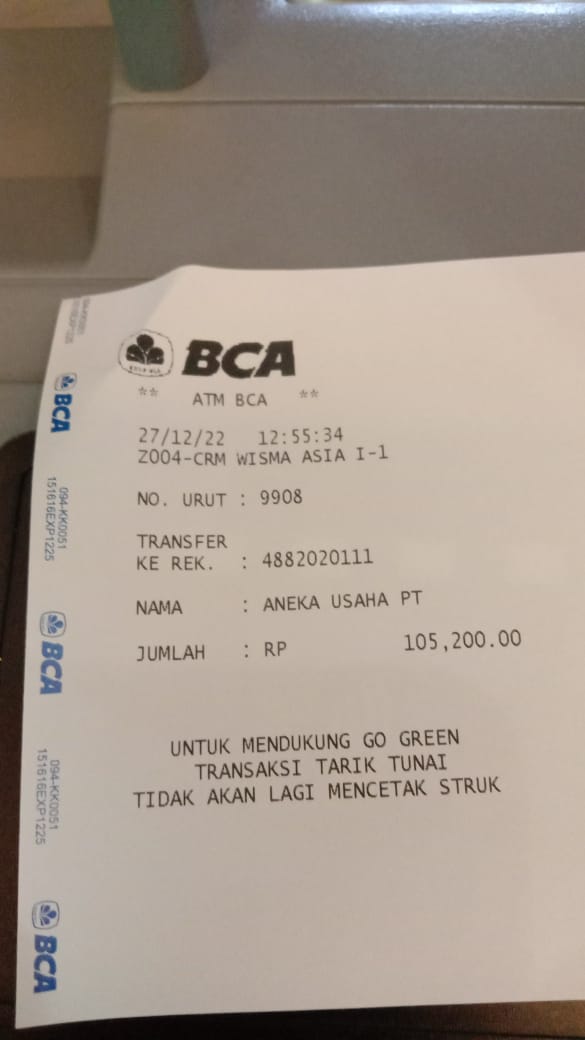 BCA
** ATM BCA **
27/12/22 12:55:34
Z004-CRM WISMA ASIA I-1
NO. URUT : 9908
TRANSFER
KE REK. : 4882020111
NAMA : ANEKA USAHA PT
JUMLAH : RP 105,200.00
UNTUK MENDUKUNG GO GREEN
TRANSAKSI TARIK TUNAI
TIDAK AKAN LAGI MENCETAK STRUK
BCA
094-KK0051
151616EXP1225
BCA
094-KK0051
151616EXP1225
BCA